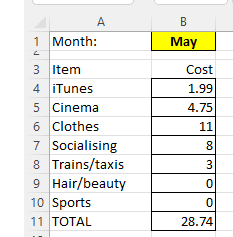 A B
1 Month: May
2
3 Item Cost
4 iTunes 1.99
5 Cinema 4.75
6 Clothes 11
7 Socialising 8
8 Trains/taxis 3
9 Hair/beauty 0
10 Sports 0
11 TOTAL 28.74